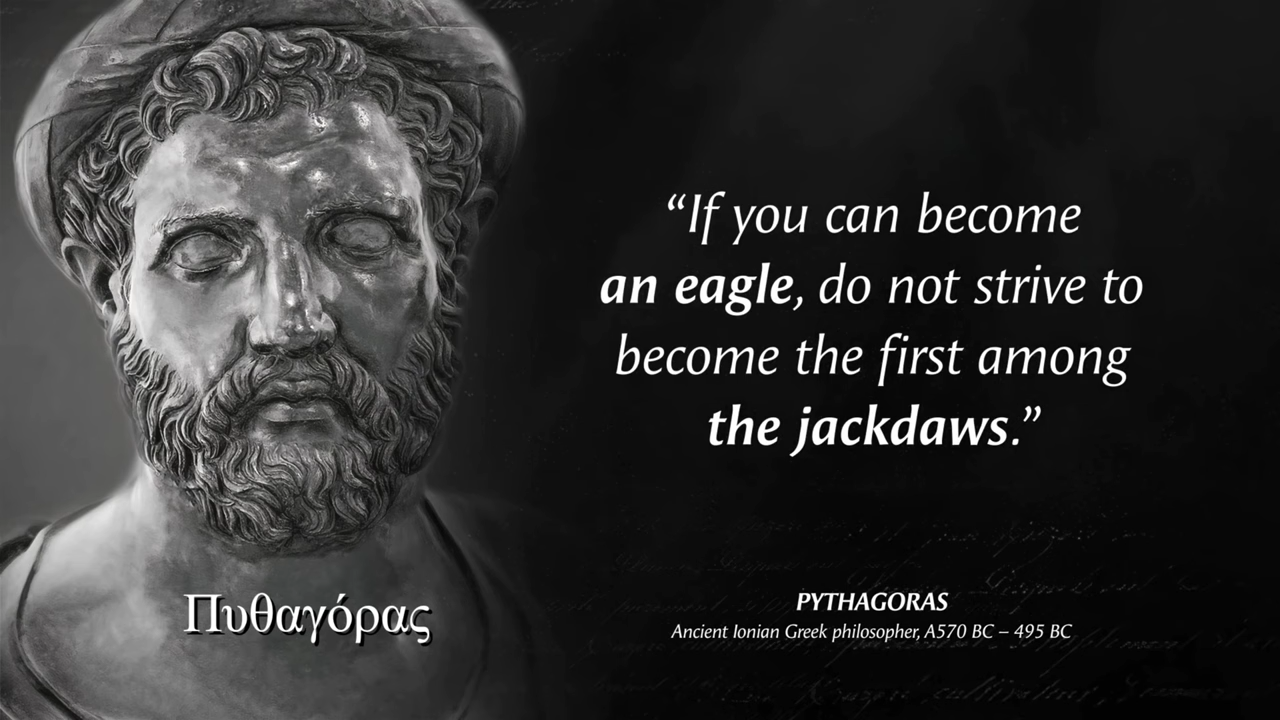 “If you can become
an eagle, do not strive to
become the first among
the jackdaws.”
Πυθαγόρας
PYTHAGORAS
Ancient Ionian Greek philosopher, A570 BC – 495 BC